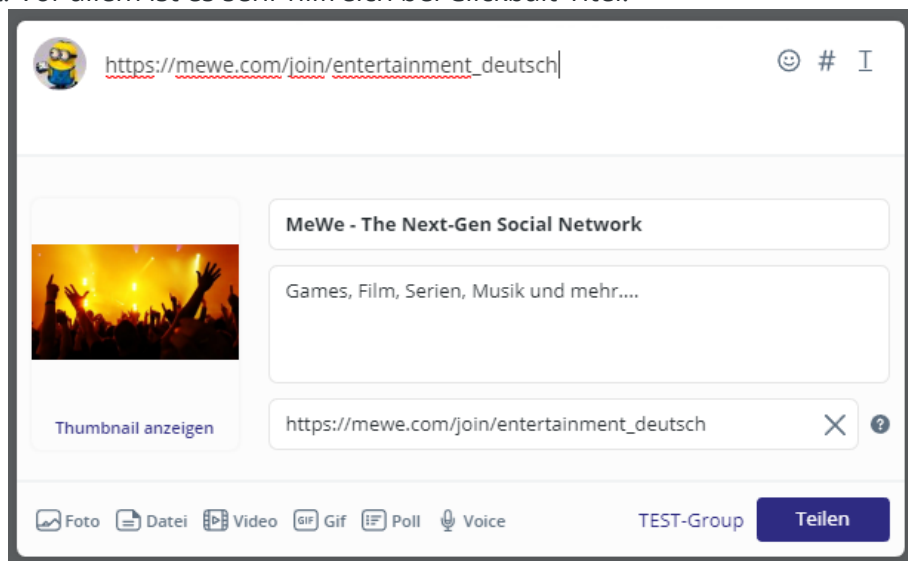 https://mewe.com/join/entertainment_deutsch
# T
MeWe - The Next-Gen Social Network
Games, Film, Serien, Musik und mehr....
Thumbnail anzeigen
https://mewe.com/join/entertainment_deutsch
Foto Datei Video GIF Gif Poll Voice TEST-Group Teilen